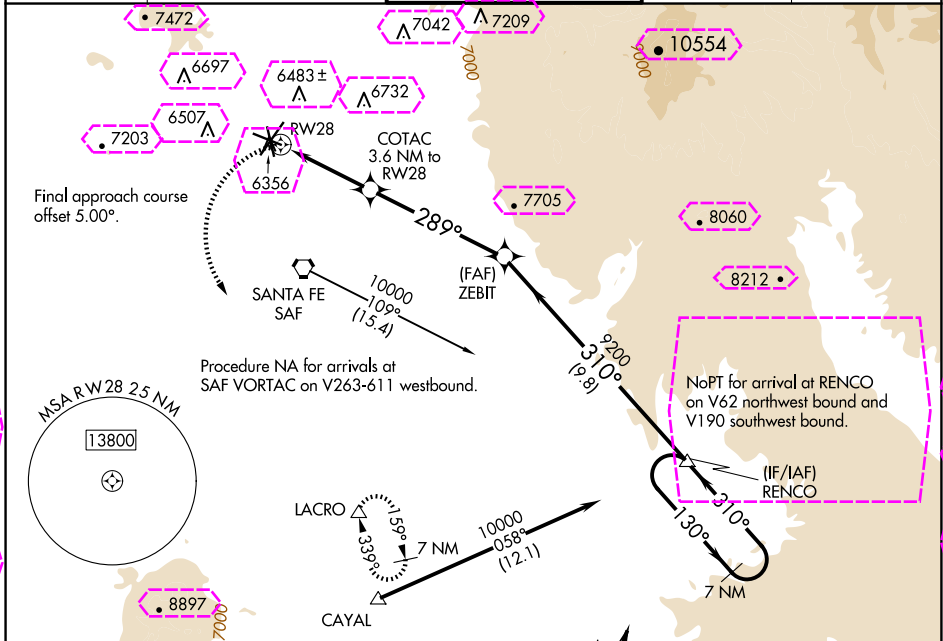 7472
7042
7209
10554
7000
9000
6697
6483 ±
6732
6507
7203
RW28
COTAC
3.6 NM to
RW28
6356
Final approach course
offset 5.00°.
7705
8060
289°
(FAF)
ZEBIT
8212
SANTA FE
SAF
10000
109°
(15.4)
9200
310°
(9.8)
Procedure NA for arrivals at
SAF VORTAC on V263-611 westbound.
NoPT for arrival at RENCO
on V62 northwest bound and
V190 southwest bound.
MSA RW28 25 NM
13800
(IF/IAF)
RENCO
310°
130°
7 NM
LACRO
159°
339°
7 NM
10000
058°
(12.1)
CAYAL
8897
7000